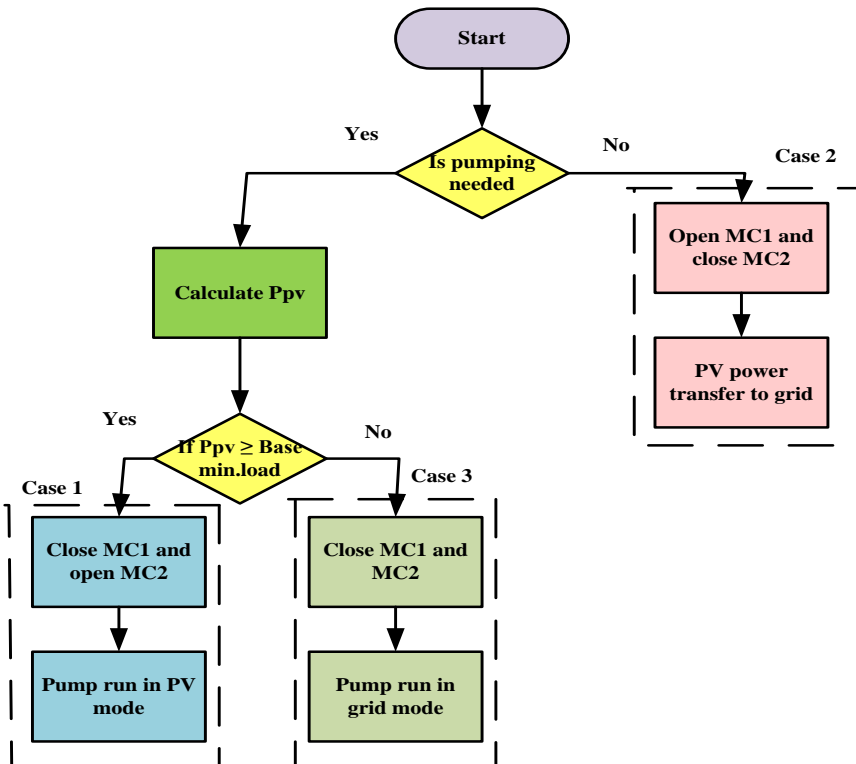 Start
Yes
Is pumping
needed
No
Case 2
Open MC1 and
close MC2
Calculate Ppv
PV power
transfer to grid
Yes
If Ppv ≥ Base
min.load
No
Case 1
Case 3
Close MC1 and
open MC2
Close MC1 and
MC2
Pump run in PV
mode
Pump run in
grid mode